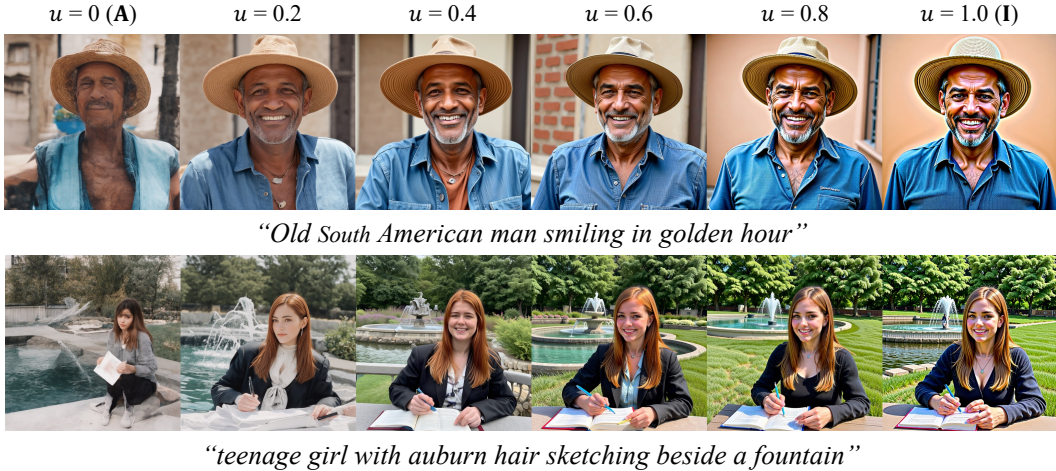 u = 0 (A) u = 0.2 u = 0.4 u = 0.6 u = 0.8 u = 1.0 (I)
“Old South American man smiling in golden hour”
“teenage girl with auburn hair sketching beside a fountain”